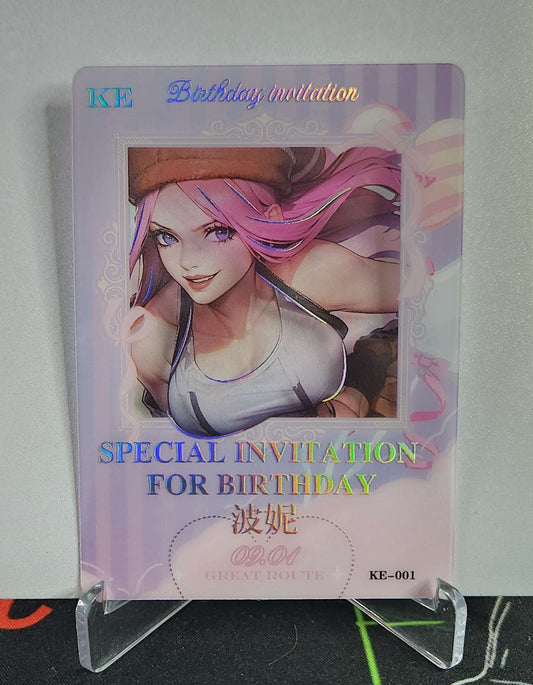 KE
Birthday invitation
SPECIAL INVITATION
FOR BIRTHDAY
波妮
09.01
GREAT ROUTE
KE-001